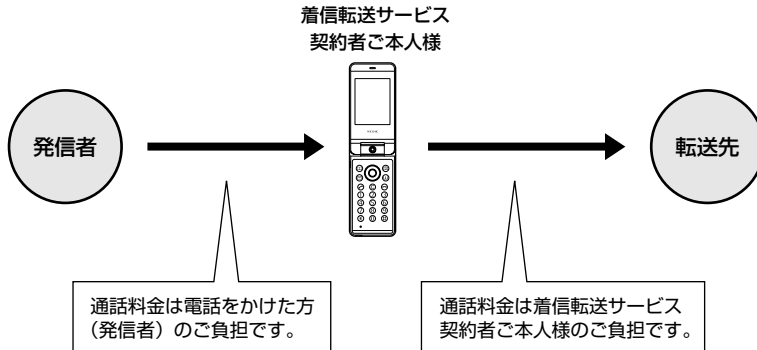 着信転送サービス
契約者ご本人様
発信者
転送先
通話料金は電話をかけた方
（発信者）のご負担です。
通話料金は着信転送サービス
契約者ご本人様のご負担です。